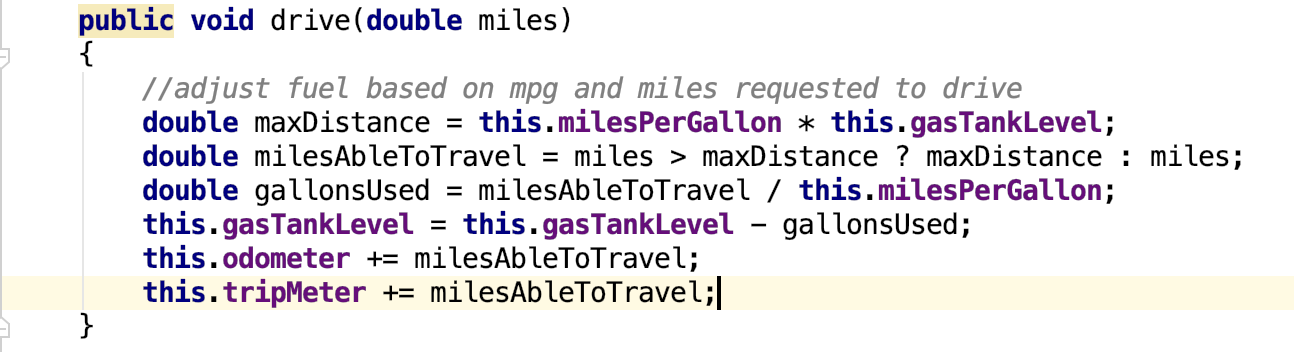 public void drive(double miles)
{
//adjust fuel based on mpg and miles requested to drive
double maxDistance = this.milesPerGallon * this.gasTankLevel;
double milesAbleToTravel = miles > maxDistance ? maxDistance : miles;
double gallonsUsed = milesAbleToTravel / this.milesPerGallon;
this.gasTankLevel = this.gasTankLevel - gallonsUsed;
this.odometer += milesAbleToTravel;
this.tripMeter += milesAbleToTravel;
}